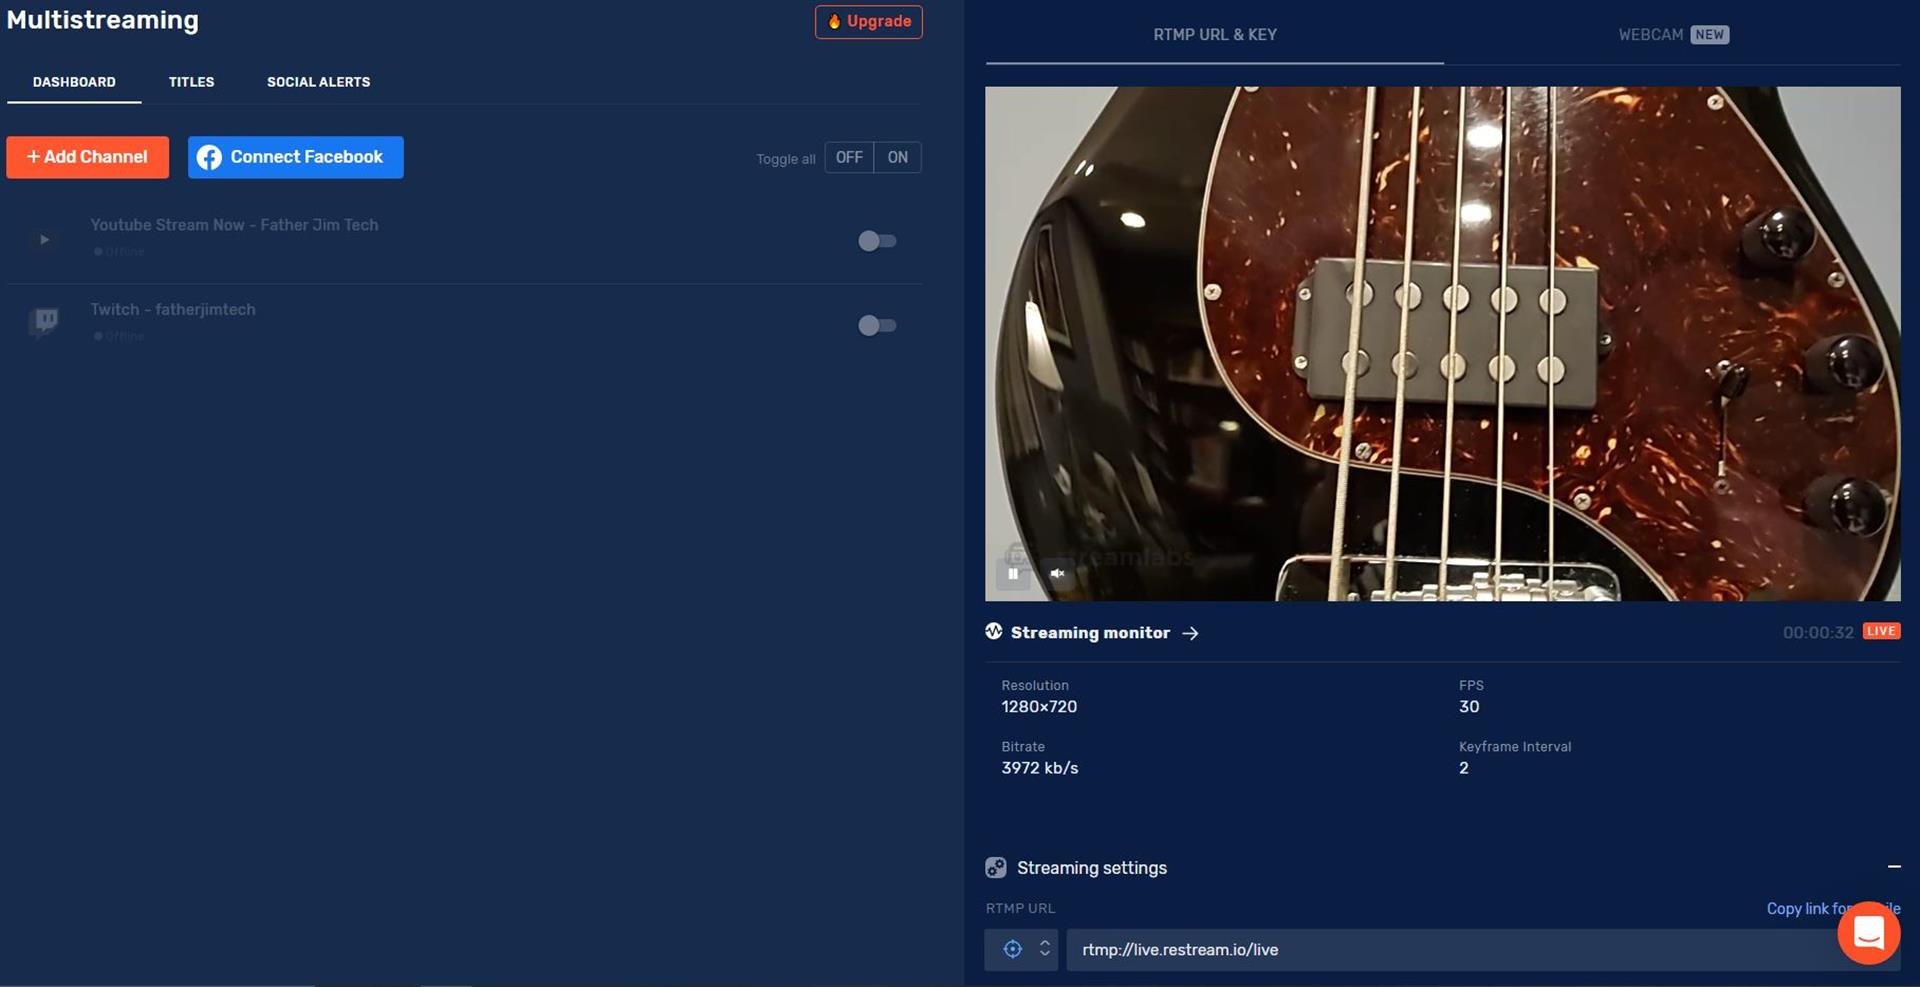 Multistreaming
Upgrade
DASHBOARD
TITLES
SOCIAL ALERTS
+ Add Channel
Connect Facebook
Toggle all
OFF
ON
Youtube Stream Now - Father Jim Tech
Offline
Twitch - fatherjimtech
Offline
RTMP URL & KEY
WEBCAM NEW
streamlabs
Streaming monitor →
00:00:32 LIVE
Resolution
1280×720
FPS
30
Bitrate
3972 kb/s
Keyframe Interval
2
Streaming settings
RTMP URL
Copy link for
rtmp://live.restream.io/live